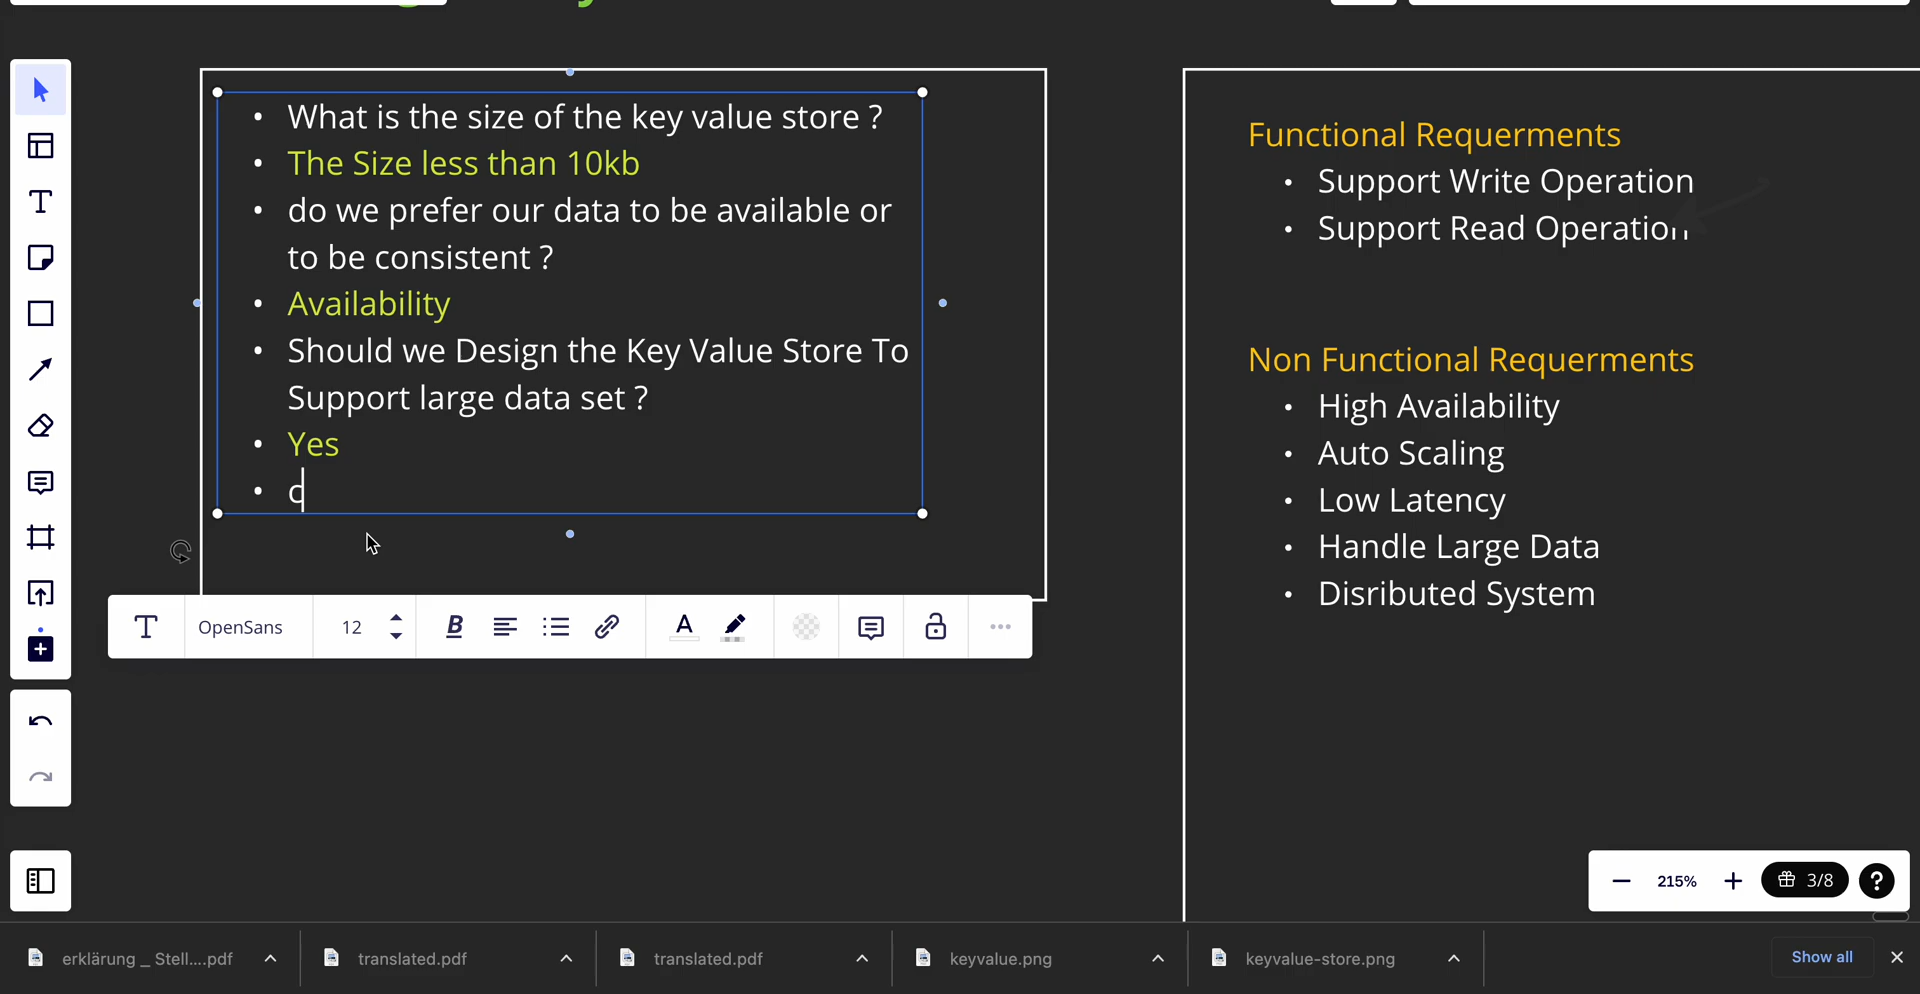 What is the size of the key value store ?
The Size less than 10kb
do we prefer our data to be available or
to be consistent ?
Availability
Should we Design the Key Value Store To
Support large data set ?
Yes
Functional Requerments
Support Write Operation
Support Read Operation
Non Functional Requerments
High Availability
Auto Scaling
Low Latency
Handle Large Data
Disribented System
OpenSans
12
B
A
215%
3/8
erklärung _ Stell....pdf
translated.pdf
translated.pdf
keyvalue.png
keyvalue-store.png
Show all